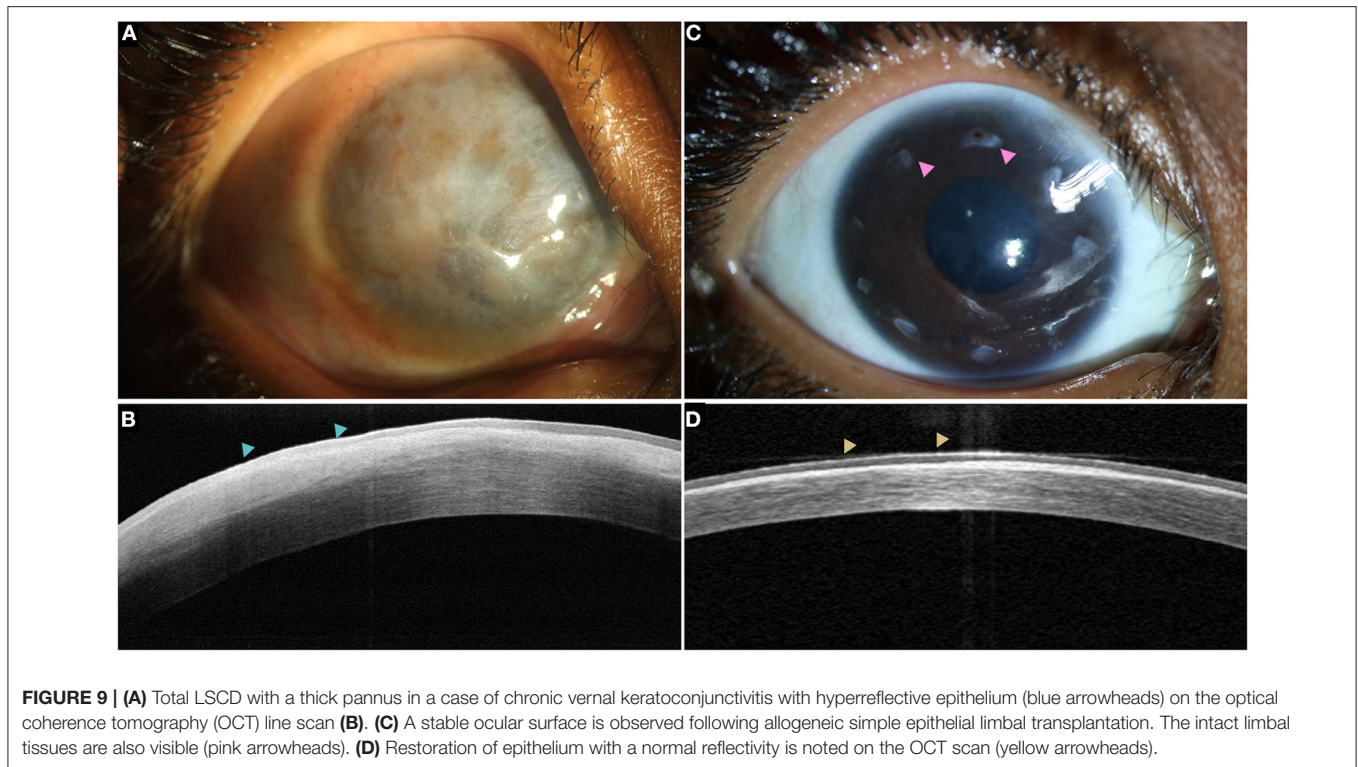 A
C
B
D
FIGURE 9 | (A) Total LSCD with a thick pannus in a case of chronic vernal keratoconjunctivitis with hyperreflective epithelium (blue arrowheads) on the optical
coherence tomography (OCT) line scan (B). (C) A stable ocular surface is observed following allogeneic simple epithelial limbal transplantation. The intact limbal
tissues are also visible (pink arrowheads). (D) Restoration of epithelium with a normal reflectivity is noted on the OCT scan (yellow arrowheads).